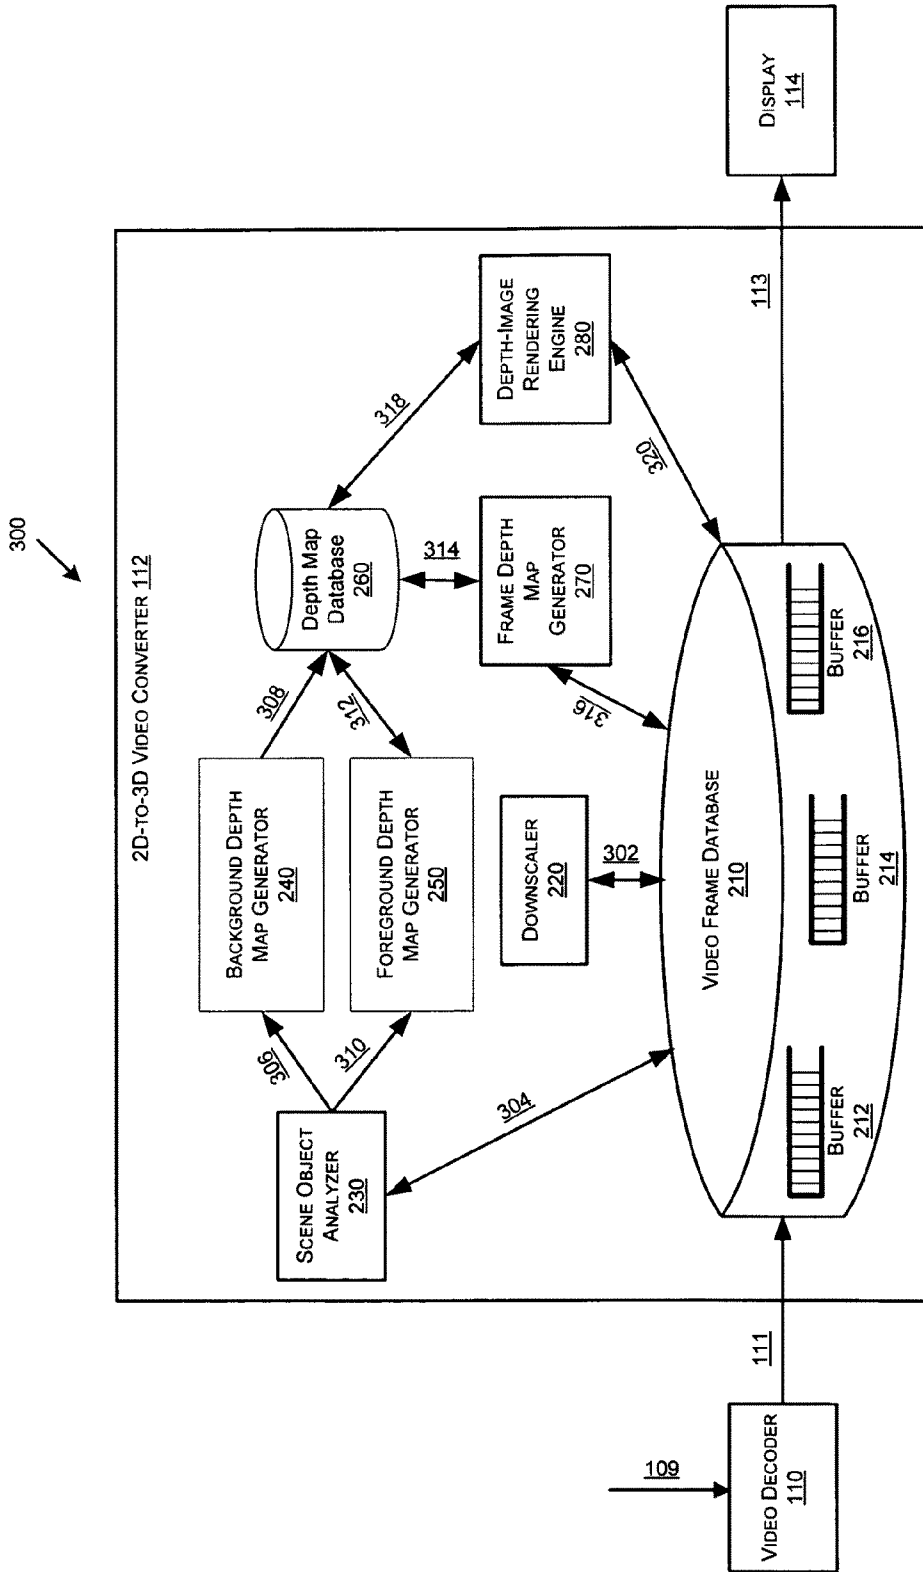 300
2D-TO-3D VIDEO CONVERTER 112
SCENE OBJECT
ANALYZER
230
306
310
BACKGROUND DEPTH
MAP GENERATOR
240
FOREGROUND DEPTH
MAP GENERATOR
250
308
312
Depth Map
Database
260
318
314
304
DOWNSCALER
220
302
FRAME DEPTH
MAP
GENERATOR
270
316
DEPTH-IMAGE
RENDERING
ENGINE
280
320
VIDEO FRAME DATABASE
210
BUFFER
212
BUFFER
214
BUFFER
216
109
VIDEO DECODER
110
111
113
DISPLAY
114